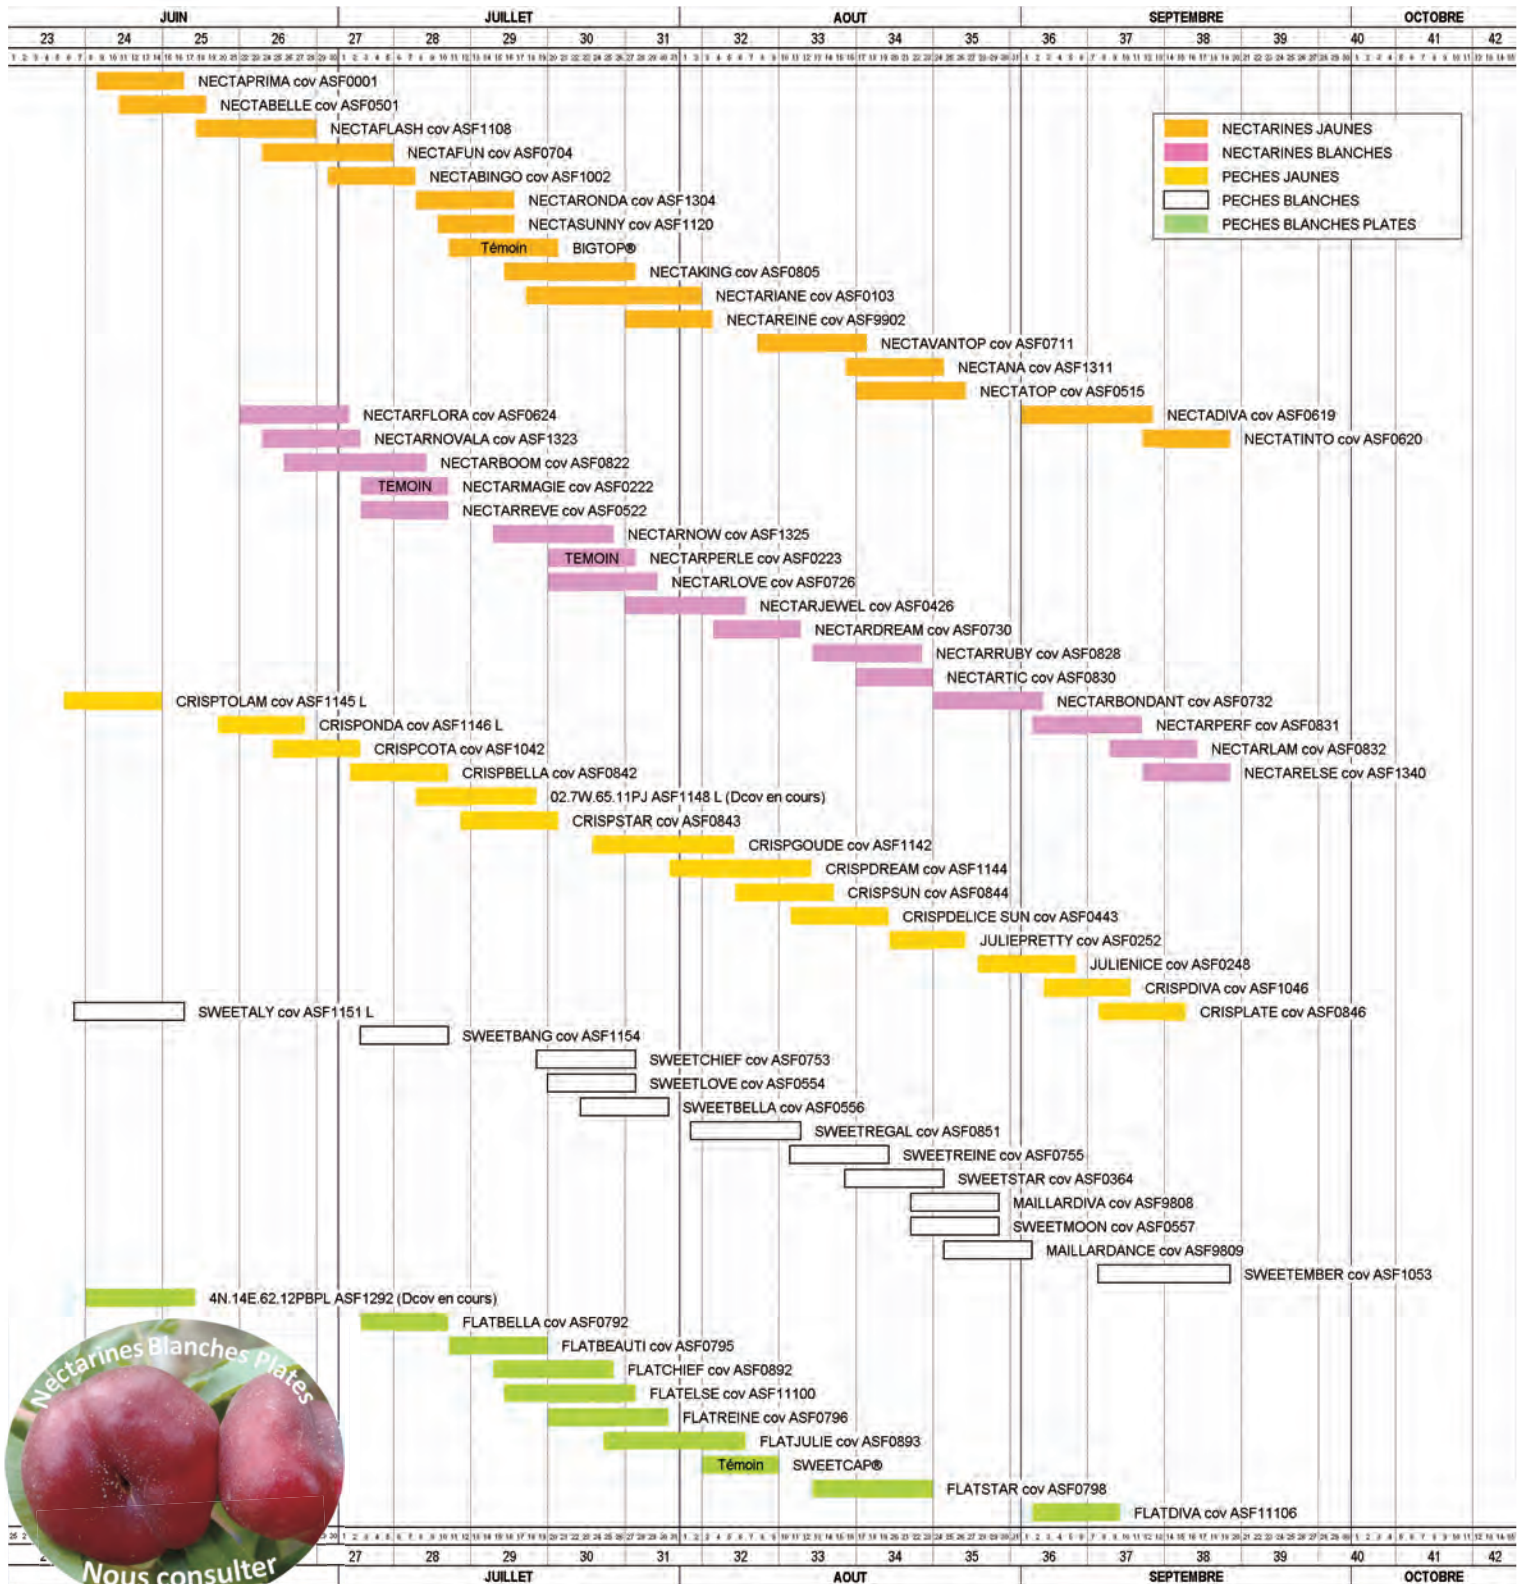 JUIN JUILLET AOUT SEPTEMBRE OCTOBRE
23 24 25 26 27 28 29 30 31 32 33 34 35 36 37 38 39 40 41 42
NECTAPRIMA cov ASF0001
NECTABELLE cov ASF0501
NECTAFLASH cov ASF1108
NECTARINES JAUNES
NECTAFUN cov ASF0704
NECTARINES BLANCHES
NECTABINGO cov ASF1002
PECHES JAUNES
NECTARONDA cov ASF1304
PECHES BLANCHES
NECTASUNNY cov ASF1120
PECHES BLANCHES PLATES
Témoin BIGTOP®
NECTAKING cov ASF0805
NECTARIANE cov ASF0103
NECTAREINE cov ASF9902
NECTAVANTOP cov ASF0711
NECTANA cov ASF1311
NECTATOP cov ASF0515
NECTARFLORA cov ASF0624 NECTADIVA cov ASF0619
NECTARNOVALA cov ASF1323 NECTATINTO cov ASF0620
NECTARBOOM cov ASF0822
TEMOIN NECTARMAGIE cov ASF0222
NECTARREVE cov ASF0522
NECTARNOW cov ASF1325
TEMOIN NECTARPERLE cov ASF0223
NECTARLOVE cov ASF0726
NECTARJEWEL cov ASF0426
NECTARDREAM cov ASF0730
NECTARRUBY cov ASF0828
NECTARTIC cov ASF0830
CRISPTOLAM cov ASF1145 L NECTARBONDANT cov ASF0732
CRISPONDA cov ASF1146 L NECTARPERF cov ASF0831
CRISPCOTA cov ASF1042 NECTARLAM cov ASF0832
CRISPBELLA cov ASF0842 NECTARELSE cov ASF1340
02.7W.65.11PJ ASF1148 L (Dcov en cours)
CRISPSTAR cov ASF0843
CRISPGOUDE cov ASF1142
CRISPDREAM cov ASF1144
CRISPSUN cov ASF0844
CRISPDELICE SUN cov ASF0443
JULIEPRETTY cov ASF0252
JULIENICE cov ASF0248
CRISPDIVA cov ASF1046
SWEETALY cov ASF1151 L CRISPLATE cov ASF0846
SWEETBANG cov ASF1154
SWEETCHIEF cov ASF0753
SWEETLOVE cov ASF0554
SWEETBELLA cov ASF0556
SWEETREGAL cov ASF0851
SWEETREINE cov ASF0755
SWEETSTAR cov ASF0364
MAILLARDIVA cov ASF9808
SWEETMOON cov ASF0557
MAILLARDANCE cov ASF9809
SWEETEMBER cov ASF1053
4N.14E.62.12PBPL ASF1292 (Dcov en cours)
FLATBELLA cov ASF0792
Nectarines Blanches Plates
FLATBEAUTI cov ASF0795
FLATCHIEF cov ASF0892
FLATELSE cov ASF11100
FLATREINE cov ASF0796
FLATJULIE cov ASF0893
Témoin SWEETCAP®
FLATSTAR cov ASF0798
FLATDIVA cov ASF11106
27 28 29 30 31 32 33 34 35 36 37 38 39 40 41 42
Nous consulter
JUILLET AOUT SEPTEMBRE OCTOBRE